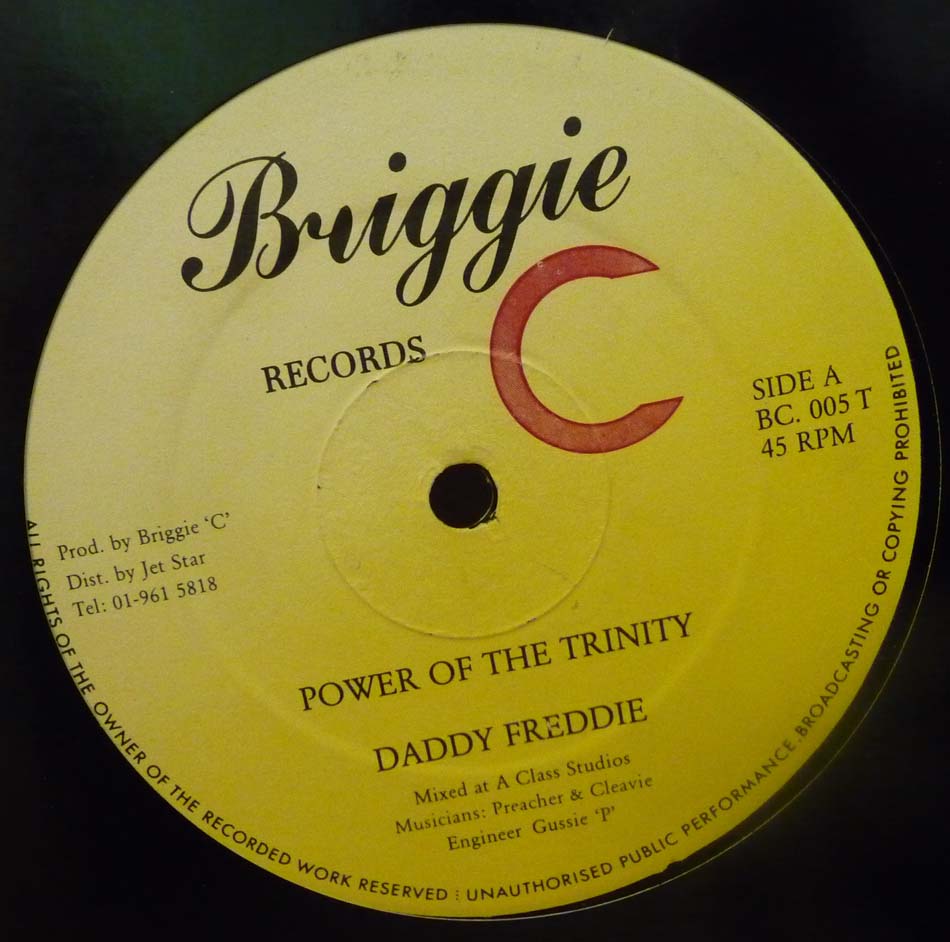 Briggie
C
RECORDS
SIDE A
BC. 005 T
45 RPM
Prod. by Briggie ‘C’
Dist. by Jet Star
Tel: 01-961 5818
POWER OF THE TRINITY
DADDY FREDDIE
Mixed at A Class Studios
Musicians: Preacher & Cleavie
Engineer Gussie ‘P’
ALL RIGHTS OF THE OWNER OF THE RECORDED WORK RESERVED : UNAUTHORISED PUBLIC PERFORMANCE. BROADCASTING OR COPYING PROHIBITED